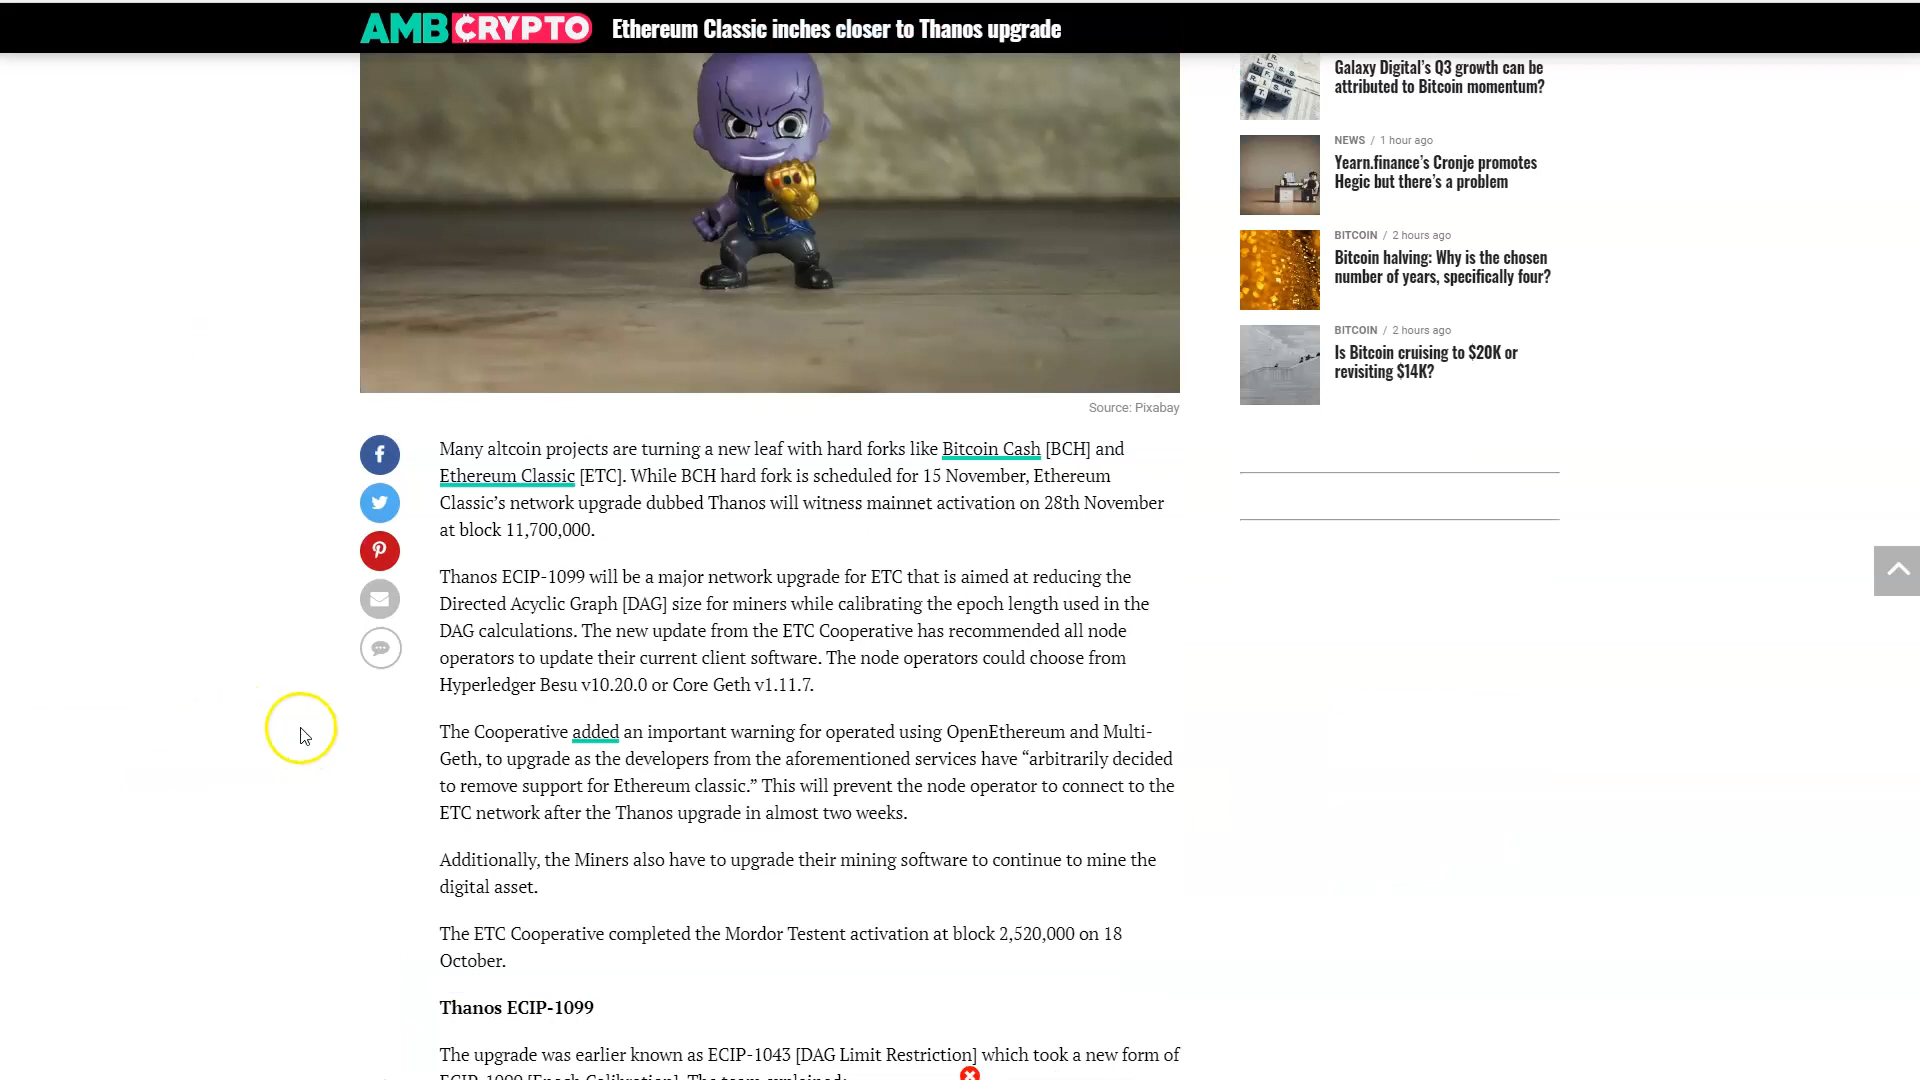 AMBCRYPTO Ethereum Classic inches closer to Thanos upgrade
Galaxy Digital’s Q3 growth can be
attributed to Bitcoin momentum?
NEWS / 1 hour ago
Yearn.finance’s Cronje promotes
Hegic but there’s a problem
BITCOIN / 2 hours ago
Bitcoin halving: Why is the chosen
number of years, specifically four?
BITCOIN / 2 hours ago
Is Bitcoin cruising to $20K or
revisiting $14K?
Source: Pixabay
Many altcoin projects are turning a new leaf with hard forks like Bitcoin Cash [BCH] and
Ethereum Classic [ETC]. While BCH hard fork is scheduled for 15 November, Ethereum
Classic’s network upgrade dubbed Thanos will witness mainnet activation on 28th November
at block 11,700,000.
Thanos ECIP-1099 will be a major network upgrade for ETC that is aimed at reducing the
Directed Acyclic Graph [DAG] size for miners while calibrating the epoch length used in the
DAG calculations. The new update from the ETC Cooperative has recommended all node
operators to update their current client software. The node operators could choose from
Hyperledger Besu v10.20.0 or Core Geth v1.11.7.
The Cooperative added an important warning for operated using OpenEthereum and Multi-
Geth, to upgrade as the developers from the aforementioned services have “arbitrarily decided
to remove support for Ethereum classic.” This will prevent the node operator to connect to the
ETC network after the Thanos upgrade in almost two weeks.
Additionally, the Miners also have to upgrade their mining software to continue to mine the
digital asset.
The ETC Cooperative completed the Mordor Testent activation at block 2,520,000 on 18
October.
Thanos ECIP-1099
The upgrade was earlier known as ECIP-1043 [DAG Limit Restriction] which took a new form of
ECIP-1099 [Epoch Calibration]. The team explained: